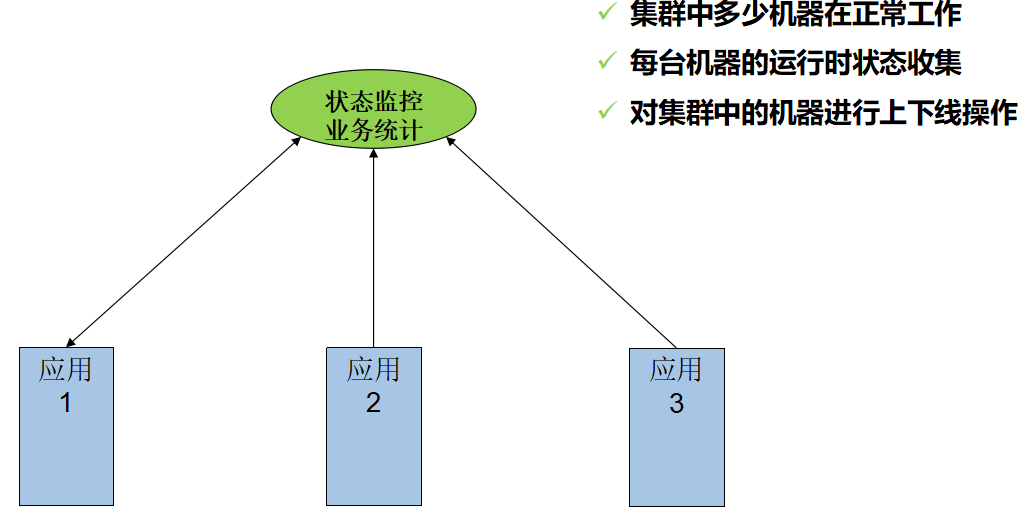 集群中多少机器在正常工作
每台机器的运行时状态收集
对集群中的机器进行上下线操作
状态监控
业务统计
应用
1
应用
2
应用
3